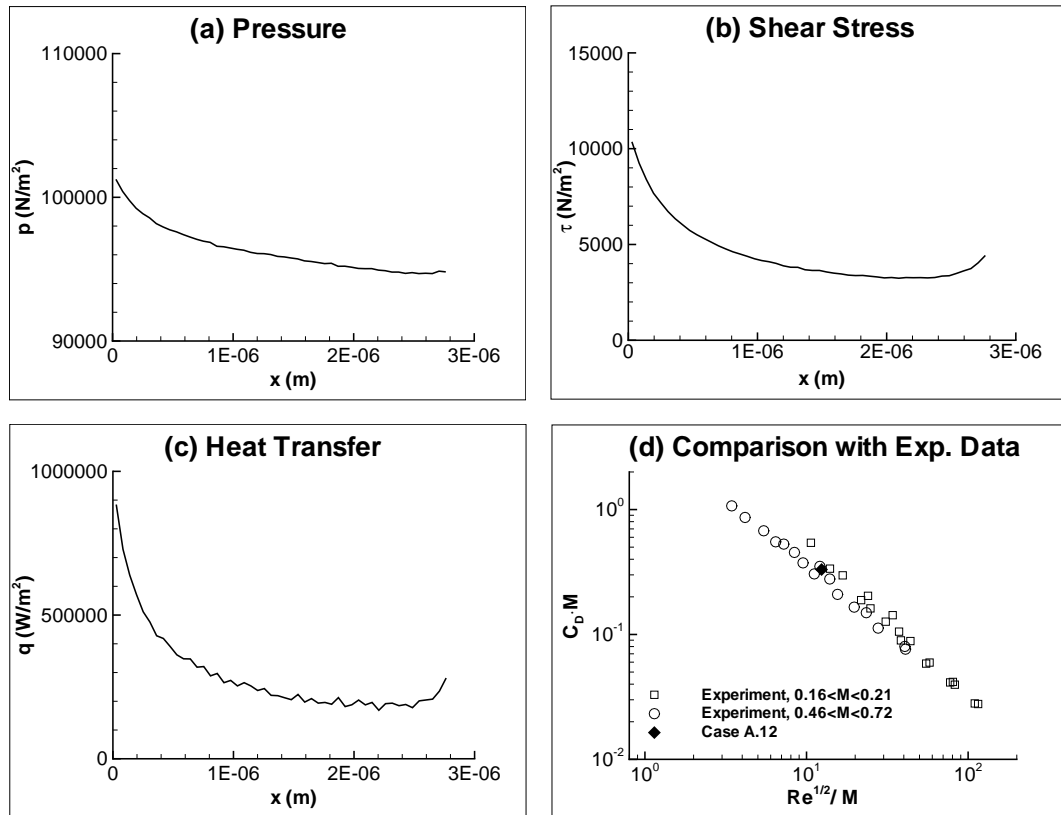 (a) Pressure
110000
100000
90000
p (N/m²)
0
1E-06
2E-06
3E-06
x (m)
(b) Shear Stress
15000
10000
5000
0
τ (N/m²)
0
1E-06
2E-06
3E-06
x (m)
(c) Heat Transfer
1000000
500000
0
q (W/m²)
0
1E-06
2E-06
3E-06
x (m)
(d) Comparison with Exp. Data
10⁰
10⁻¹
10⁻²
C_D·M
Experiment, 0.16<M<0.21
Experiment, 0.46<M<0.72
Case A.12
10⁰
10¹
10²
Re^{1/2}/ M